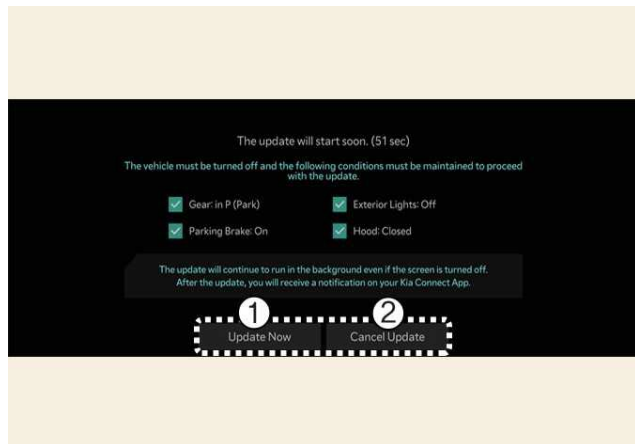 The update will start soon. (51 sec)
The vehicle must be turned off and the following conditions must be maintained to proceed
with the update.
Gear: in P (Park)
Exterior Lights: Off
Parking Brake: On
Hood: Closed
The update will continue to run in the background even if the screen is turned off.
After the update, you will receive a notification on your Kia Connect App.
1 2
Update Now Cancel Update